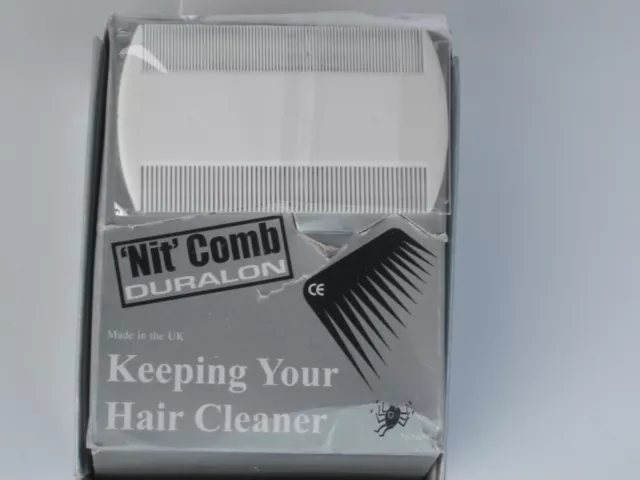 'Nit' Comb
DURALON
CE
Made in the UK
Keeping Your
Hair Cleaner